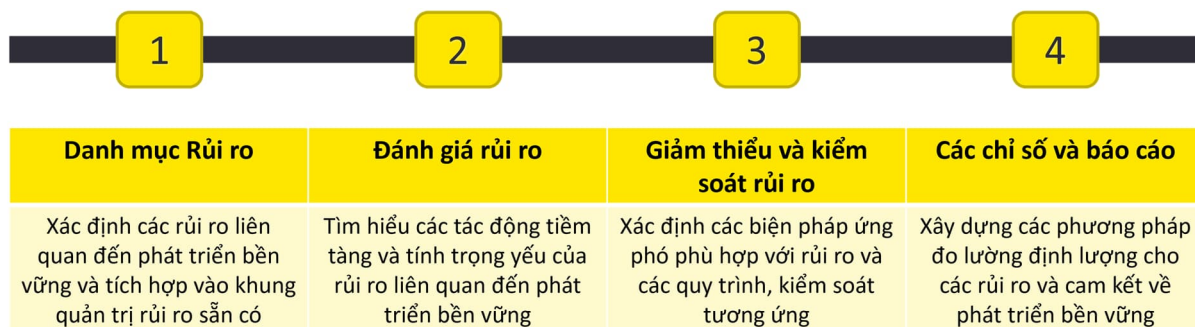 1
2
3
4
Danh mục Rủi ro
Đánh giá rủi ro
Giảm thiểu và kiểm
soát rủi ro
Các chỉ số và báo cáo
Xác định các rủi ro liên
quan đến phát triển bền
vững và tích hợp vào khung
quản trị rủi ro sẵn có
Tìm hiểu các tác động tiềm
tàng và tính trọng yếu của
rủi ro liên quan đến phát
triển bền vững
Xác định các biện pháp ứng
phó phù hợp với rủi ro và
các quy trình, kiểm soát
tương ứng
Xây dựng các phương pháp
đo lường định lượng cho
các rủi ro và cam kết về
phát triển bền vững